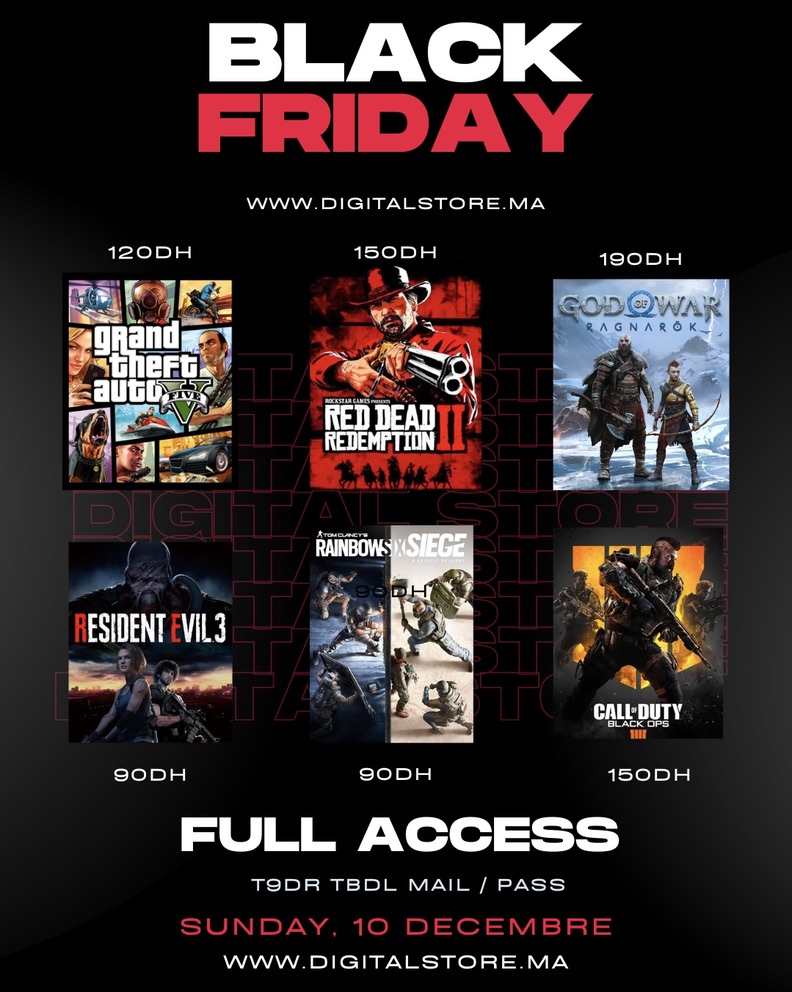 BLACK
FRIDAY
WWW.DIGITALSTORE.MA
120DH
150DH
190DH
grand
theft
auto V
FIVE
ROCKSTAR GAMES PRESENTS
RED DEAD
REDEMPTION II
GOD OF WAR
RAGNARÖK
DIGITAL STORE
RESIDENT EVIL 3
TOM CLANCY'S
RAINBOW SIX SIEGE
90DH
CALL OF DUTY
BLACK OPS
IIII
90DH
90DH
150DH
FULL ACCESS
T9DR TBDL MAIL / PASS
SUNDAY, 10 DECEMBRE
WWW.DIGITALSTORE.MA